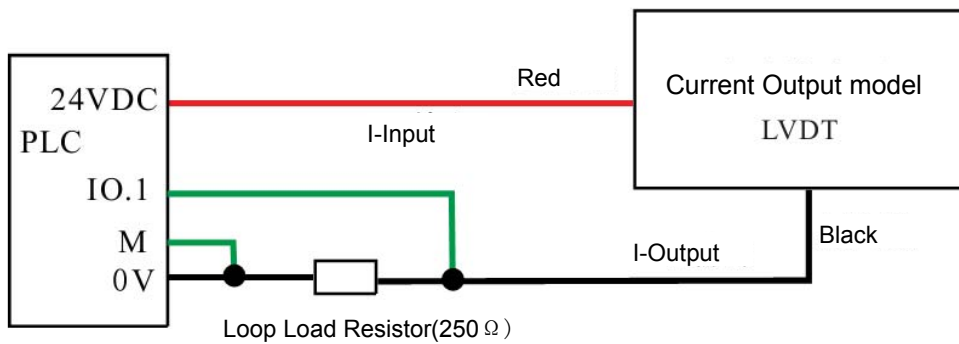 24VDC
PLC
IO.1
M
0V
Red
I-Input
Current Output model
LVDT
Black
I-Output
Loop Load Resistor(250Ω)